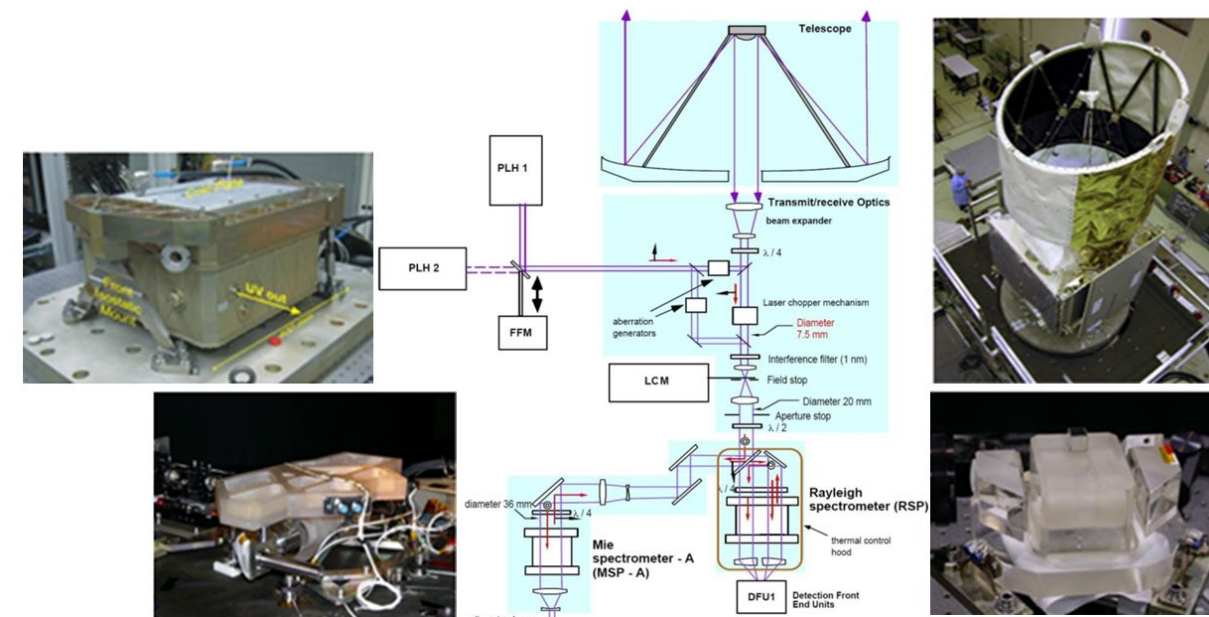 Telescope
PLH 1
PLH 2
FFM
Transmit/receive Optics
beam expander
λ / 4
Laser chopper mechanism
aberration
generators
Diameter
7.5 mm
Interference filter (1 nm)
LCM
Field stop
Diameter 20 mm
Aperture stop
λ / 2
λ / 4
Rayleigh
spectrometer (RSP)
thermal control
hood
diameter 36 mm
λ / 4
Mie
spectrometer - A
(MSP - A)
DFU1
Detection Front
End Units
Front
Isostatic
Mount
UV out